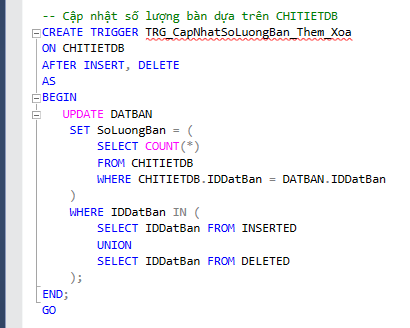 -- Cập nhật số lượng bàn dựa trên CHITIETDB
CREATE TRIGGER TRG_CapNhatSoLuongBan_Them_Xoa
ON CHITIETDB
AFTER INSERT, DELETE
AS
BEGIN
UPDATE DATBAN
SET SoLuongBan = (
SELECT COUNT(*)
FROM CHITIETDB
WHERE CHITIETDB.IDDatBan = DATBAN.IDDatBan
)
WHERE IDDatBan IN (
SELECT IDDatBan FROM INSERTED
UNION
SELECT IDDatBan FROM DELETED
);
END;
GO